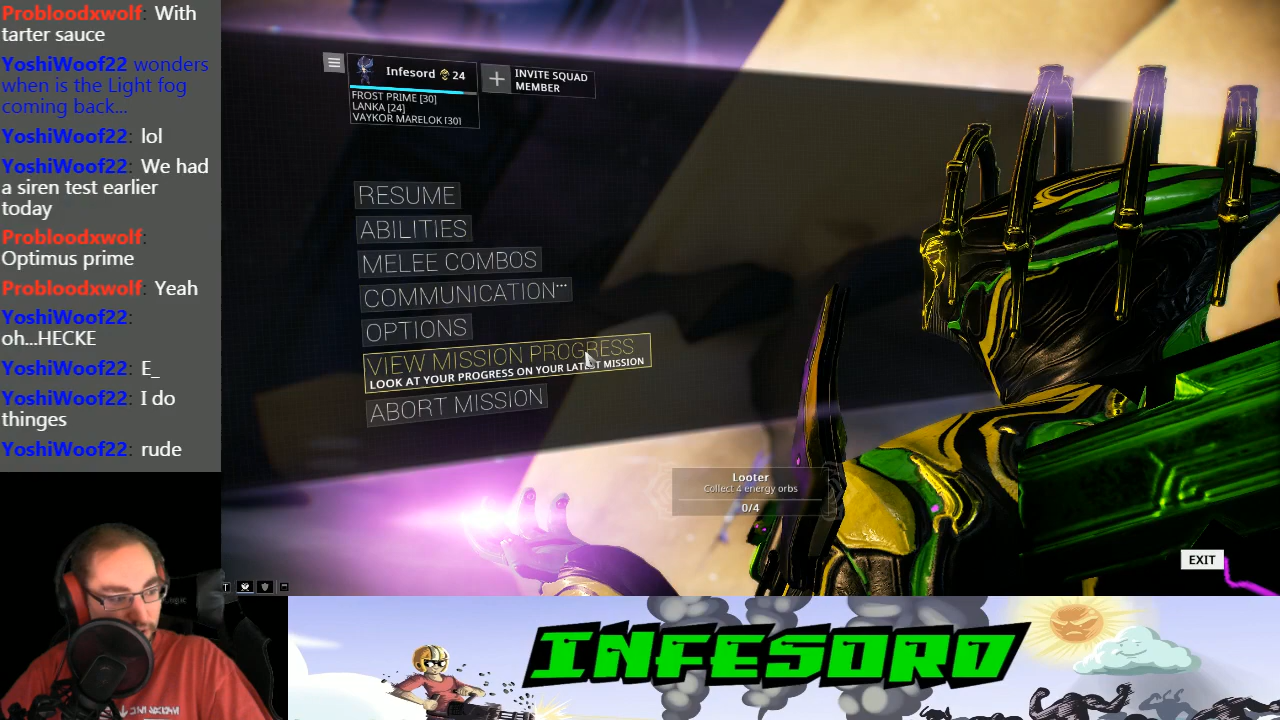 Probloodxwolf: With
tarter sauce
YoshiWoof22 wonders
when is the Light fog
coming back...
YoshiWoof22: lol
YoshiWoof22: We had
a siren test earlier
today
Probloodxwolf:
Optimus prime
Probloodxwolf: Yeah
YoshiWoof22:
oh...HECKE
YoshiWoof22: E_
YoshiWoof22: I do
thinges
YoshiWoof22: rude
Infesord 24
FROST PRIME [30]
LANKA [24]
VAYKOR MARELOK [30]
INVITE SQUAD
MEMBER
RESUME
ABILITIES
MELEE COMBOS
COMMUNICATION...
OPTIONS
VIEW MISSION PROGRESS
LOOK AT YOUR PROGRESS ON YOUR LATEST MISSION
ABORT MISSION
Looter
Collect 4 energy orbs
0/4
EXIT
T
INFESORD